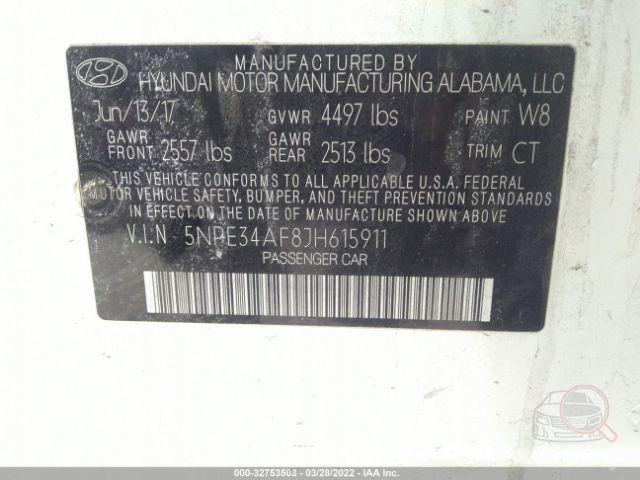 MANUFACTURED BY
HYUNDAI MOTOR MANUFACTURING ALABAMA, LLC
Jun/13/17 GVWR 4497 lbs PAINT W8
GAWR FRONT 2557 lbs GAWR REAR 2513 lbs TRIM CT
THIS VEHICLE CONFORMS TO ALL APPLICABLE U.S.A. FEDERAL
MOTOR VEHICLE SAFETY, BUMPER, AND THEFT PREVENTION STANDARDS
IN EFFECT ON THE DATE OF MANUFACTURE SHOWN ABOVE.
V.I.N 5NPE34AF8JH615911
PASSENGER CAR
000-32753503 - 03/28/2022 - IAA Inc.